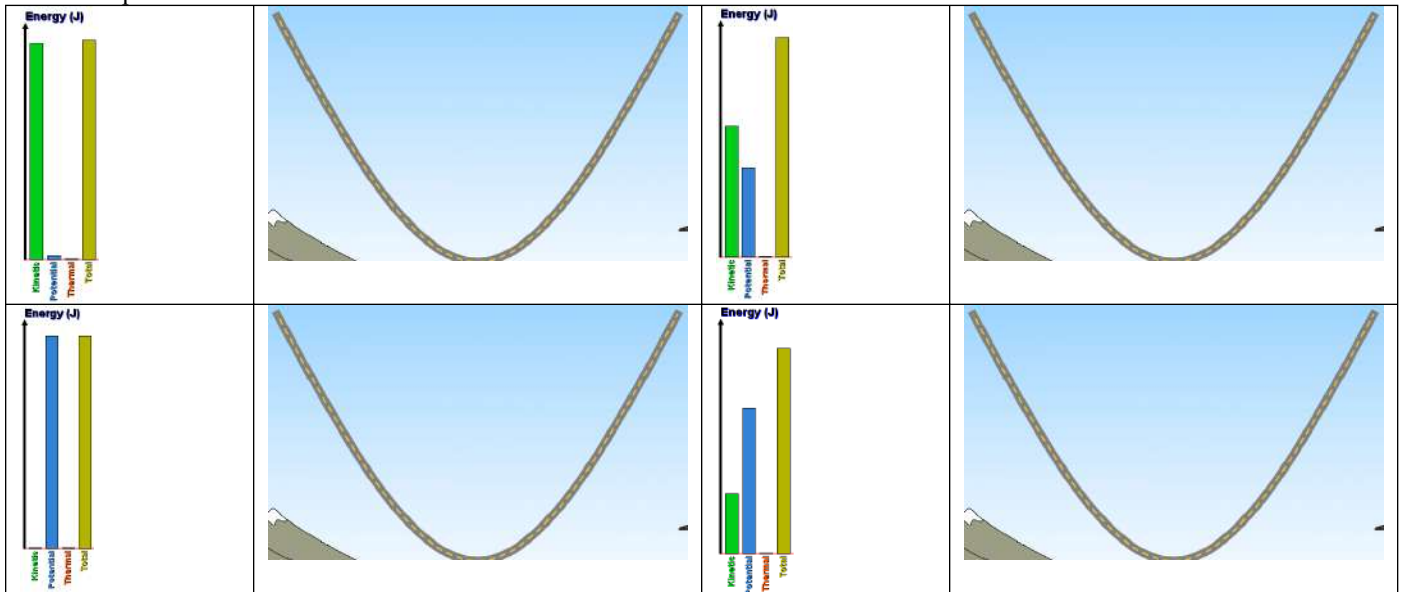 Energy (J)
Kinetic
Potential
Thermal
Total
Energy (J)
Kinetic
Potential
Thermal
Total
Energy (J)
Kinetic
Potential
Thermal
Total
Energy (J)
Kinetic
Potential
Thermal
Total